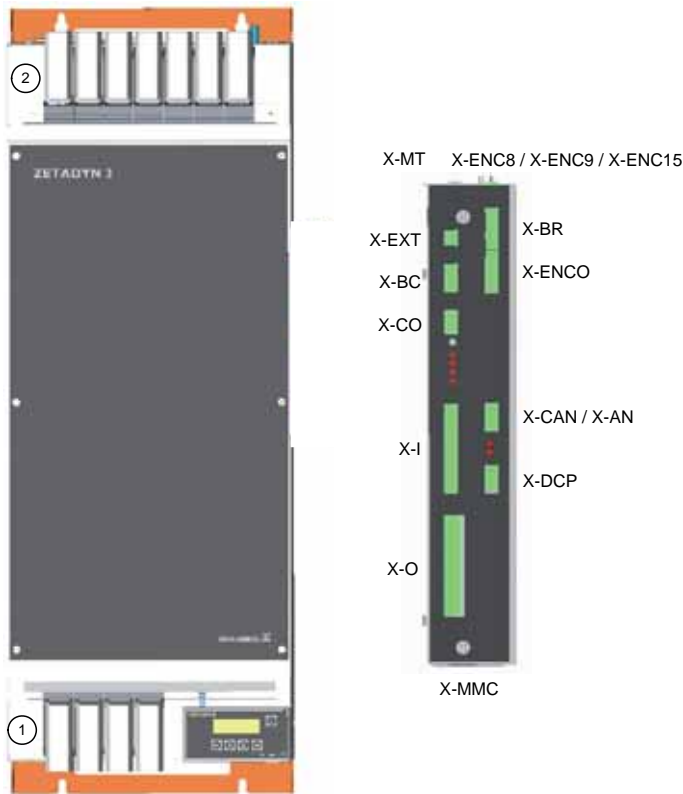 2
ZETADYN 3
X-MT X-ENC8 / X-ENC9 / X-ENC15
X-EXT
X-BR
X-BC
X-ENCO
X-CO
X-CAN / X-AN
X-I
X-DCP
X-O
X-MMC
1